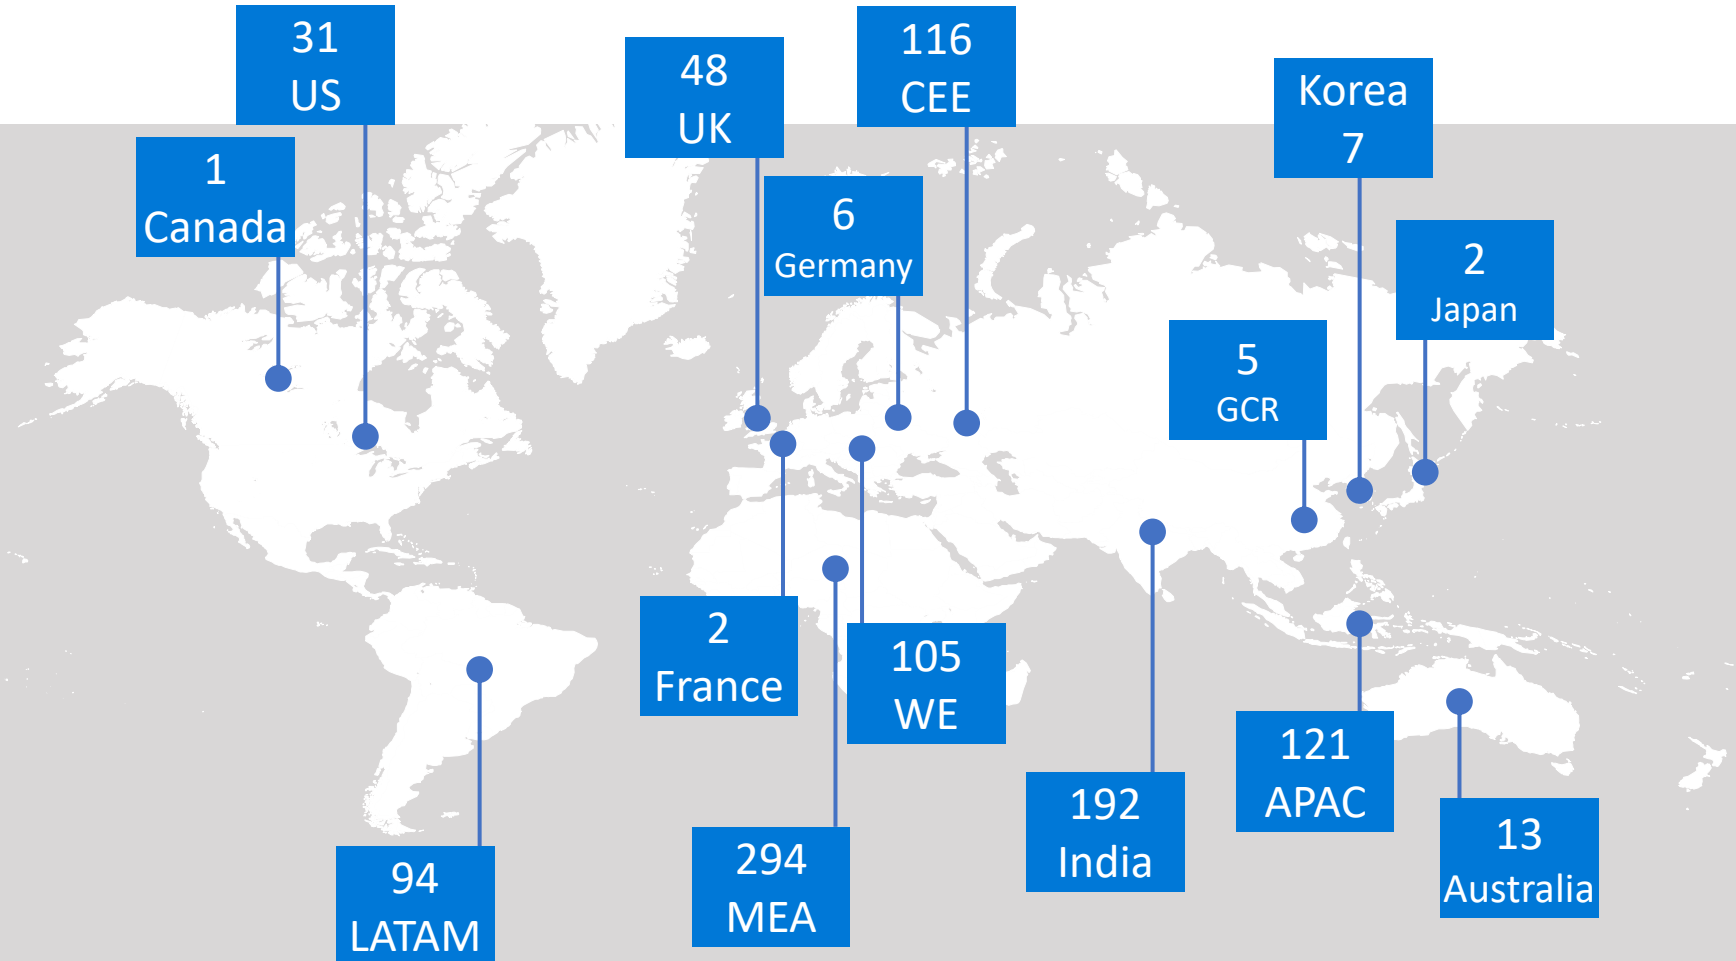 31
US
116
CEE
48
UK
Korea
7
1
Canada
6
Germany
2
Japan
5
GCR
2
France
105
WE
121
APAC
192
India
13
Australia
294
MEA
94
LATAM